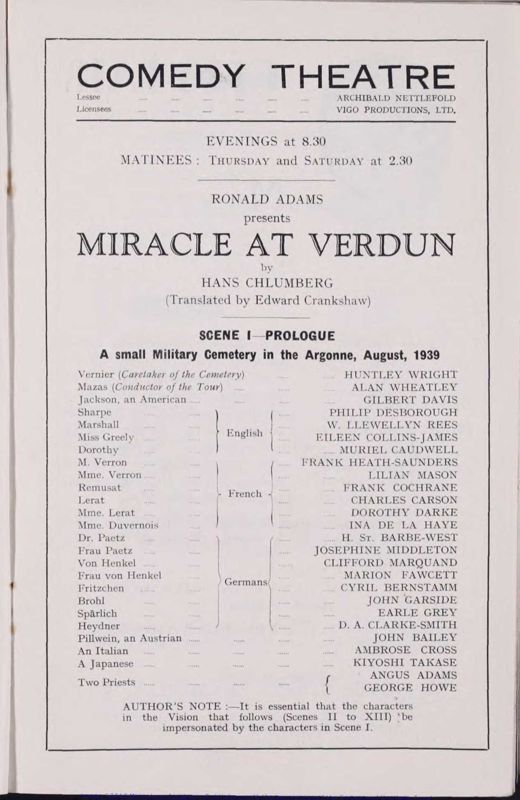 COMEDY THEATRE
Lessee ... ... ... ... ... ... ARCHIBALD NETTLEFOLD
Licensees ... ... ... ... ... ... VIGO PRODUCTIONS, LTD.
EVENINGS at 8.30
MATINEES : THURSDAY and SATURDAY at 2.30
RONALD ADAMS
presents
MIRACLE AT VERDUN
by
HANS CHLUMBERG
(Translated by Edward Crankshaw)
SCENE I—PROLOGUE
A small Military Cemetery in the Argonne, August, 1939
Vernier (Caretaker of the Cemetery) ... ... HUNTLEY WRIGHT
Mazas (Conductor of the Tour) ... ... ... ALAN WHEATLEY
Jackson, an American ... ... ... ... GILBERT DAVIS
Sharpe ... ... PHILIP DESBOROUGH
Marshall ... ... W. LLEWELLYN REES
English
Miss Greely ... ... EILEEN COLLINS-JAMES
Dorothy ... ... MURIEL CAUDWELL
M. Verron ... ... FRANK HEATH-SAUNDERS
Mme. Verron ... ... LILIAN MASON
Remusat ... ... FRANK COCHRANE
French
Lerat ... ... CHARLES CARSON
Mme. Lerat ... ... DOROTHY DARKE
Mme. Duvernois ... ... INA DE LA HAYE
Dr. Paetz ... ... H. ST. BARBE-WEST
Frau Paetz ... ... JOSEPHINE MIDDLETON
Von Henkel ... ... CLIFFORD MARQUAND
Frau von Henkel ... MARION FAWCETT
Germans
Fritzchen ... ... CYRIL BERNSTAMM
Brohl ... ... JOHN GARSIDE
Spärlich ... ... EARLE GREY
Heydner ... ... D. A. CLARKE-SMITH
Pillwein, an Austrian ... ... ... ... JOHN BAILEY
An Italian ... ... ... ... ... AMBROSE CROSS
A Japanese ... ... ... ... ... KIYOSHI TAKASE
Two Priests ... ... ... ... { ANGUS ADAMS
GEORGE HOWE
AUTHOR'S NOTE :—It is essential that the characters
in the Vision that follows (Scenes II to XIII) be
impersonated by the characters in Scene I.